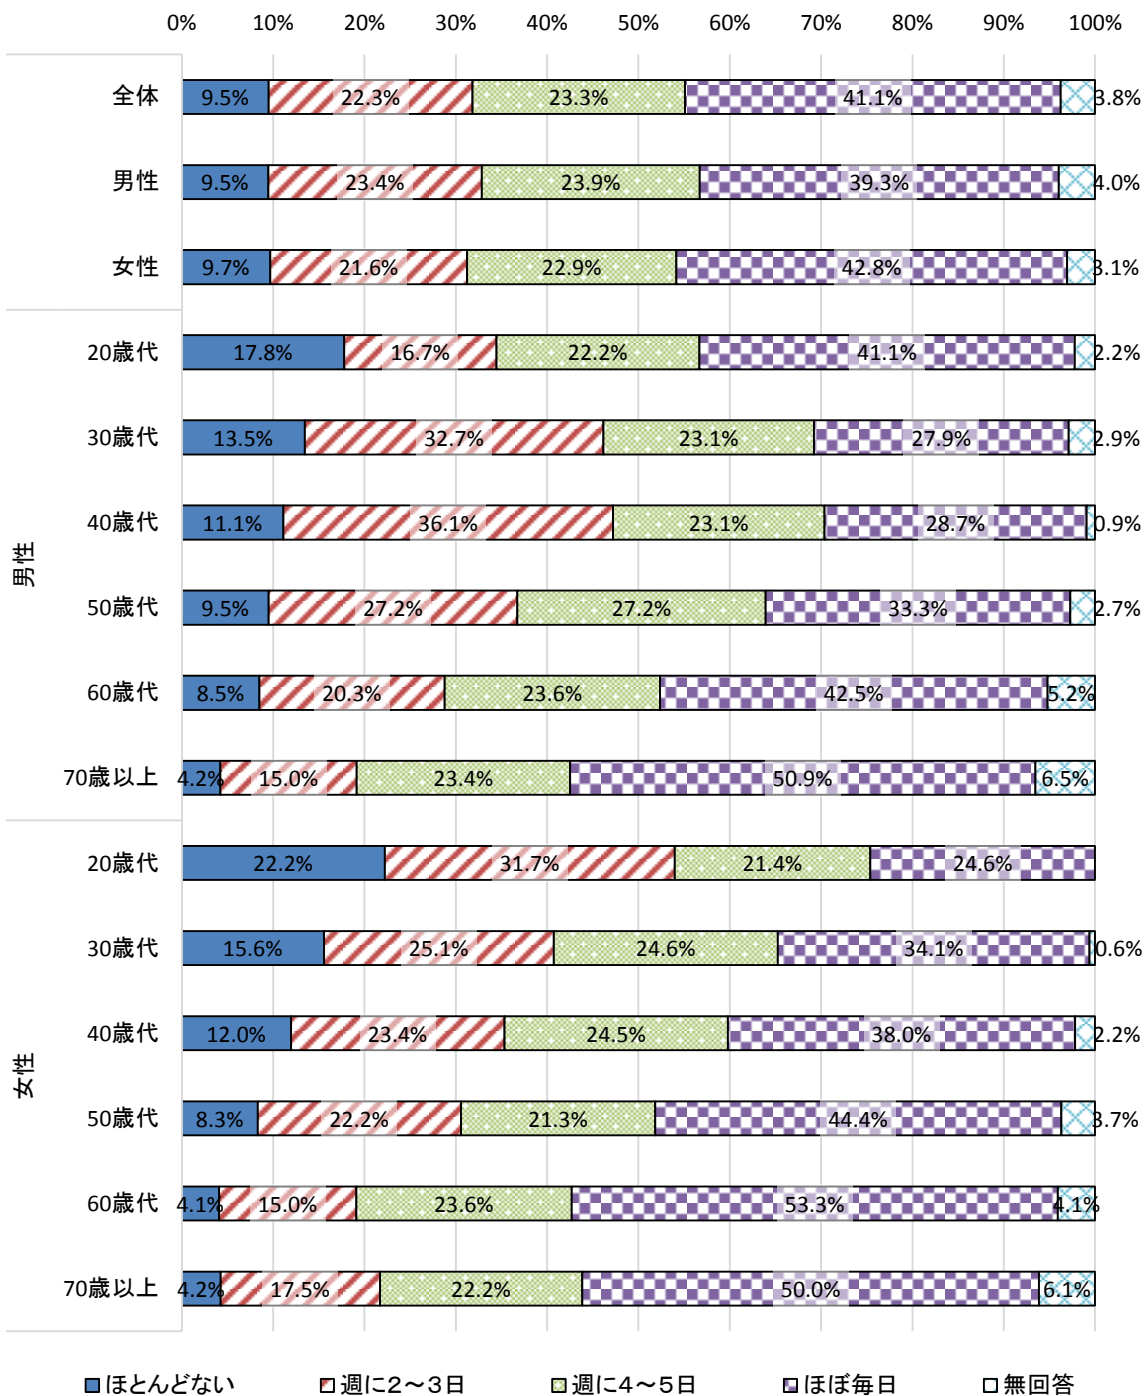 0% 10% 20% 30% 40% 50% 60% 70% 80% 90% 100%
全体 9.5% 22.3% 23.3% 41.1% 3.8%
男性 9.5% 23.4% 23.9% 39.3% 4.0%
女性 9.7% 21.6% 22.9% 42.8% 3.1%
男性
20歳代 17.8% 16.7% 22.2% 41.1% 2.2%
30歳代 13.5% 32.7% 23.1% 27.9% 2.9%
40歳代 11.1% 36.1% 23.1% 28.7% 0.9%
50歳代 9.5% 27.2% 27.2% 33.3% 2.7%
60歳代 8.5% 20.3% 23.6% 42.5% 5.2%
70歳以上 4.2% 15.0% 23.4% 50.9% 6.5%
女性
20歳代 22.2% 31.7% 21.4% 24.6%
30歳代 15.6% 25.1% 24.6% 34.1% 0.6%
40歳代 12.0% 23.4% 24.5% 38.0% 2.2%
50歳代 8.3% 22.2% 21.3% 44.4% 3.7%
60歳代 4.1% 15.0% 23.6% 53.3% 4.1%
70歳以上 4.2% 17.5% 22.2% 50.0% 6.1%
ほとんどない 週に2～3日 週に4～5日 ほぼ毎日 無回答